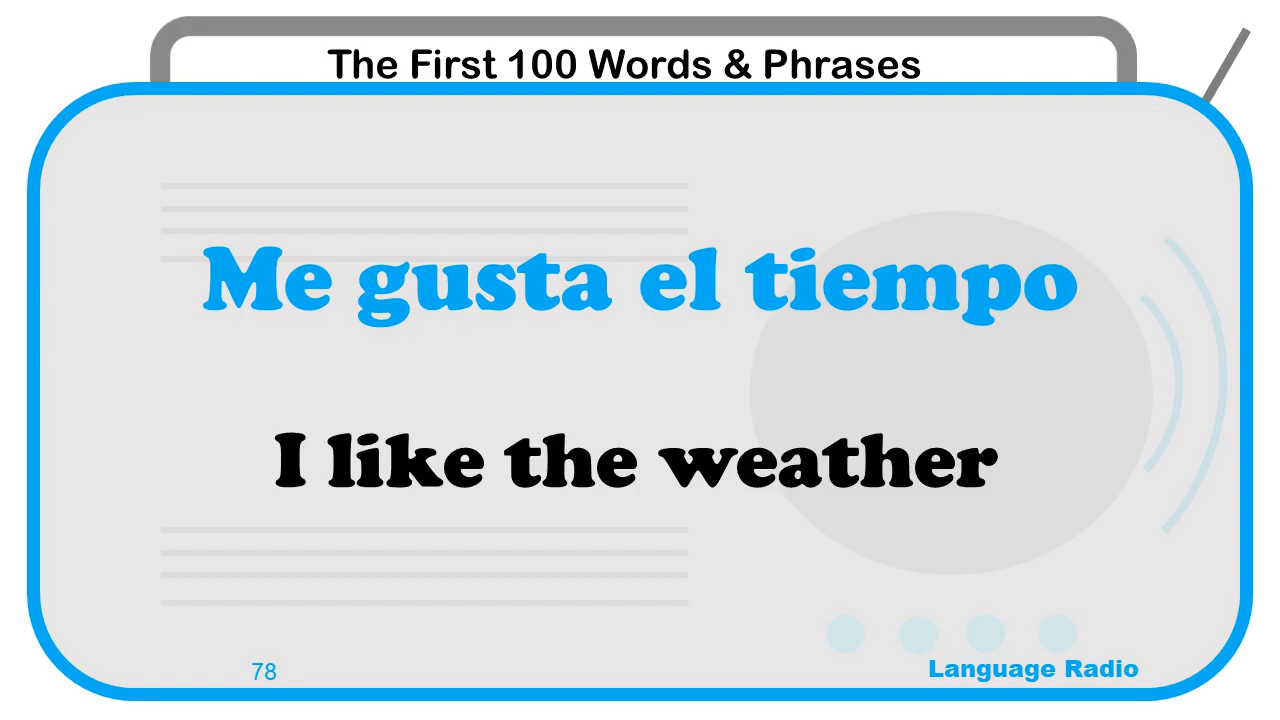 The First 100 Words & Phrases
Me gusta el tiempo
I like the weather
78
Language Radio